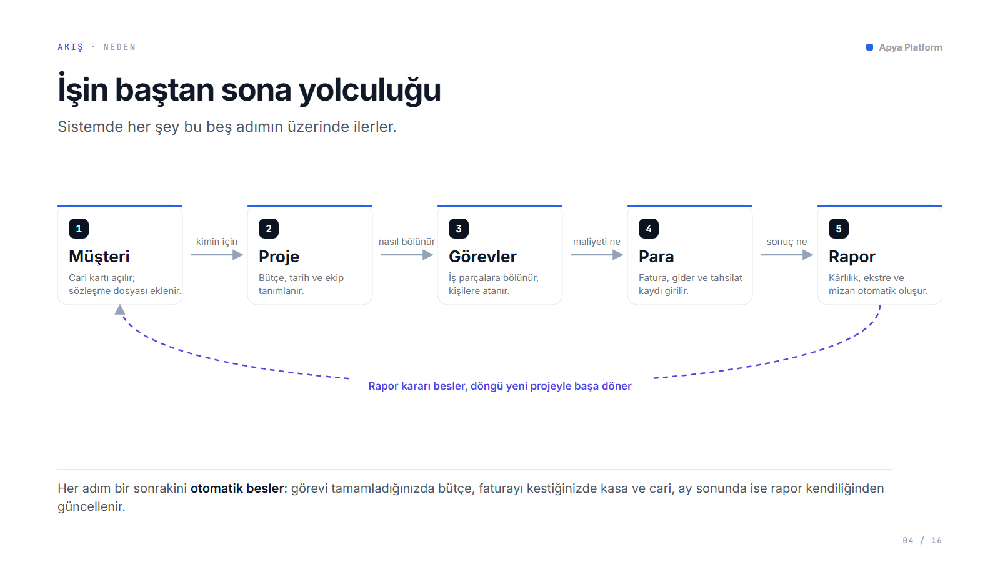 AKIŞ · NEDEN
Apya Platform
İşin baştan sona yolculuğu
Sistemde her şey bu beş adımın üzerinde ilerler.
1
Müşteri
Cari kartı açılır;
sözleşme dosyası eklenir.
kimin için
2
Proje
Bütçe, tarih ve ekip
tanımlanır.
nasıl bölünür
3
Görevler
İş parçalara bölünür,
kişilere atanır.
maliyeti ne
4
Para
Fatura, gider ve tahsilat
kaydı girilir.
sonuç ne
5
Rapor
Kârlılık, ekstre ve
mizan otomatik oluşur.
Rapor kararı besler, döngü yeni projeyle başa döner
Her adım bir sonrakini otomatik besler: görevi tamamladığınızda bütçe, faturayı kestiğinizde kasa ve cari, ay sonunda ise rapor kendiliğinden
güncellenir.
04 / 16